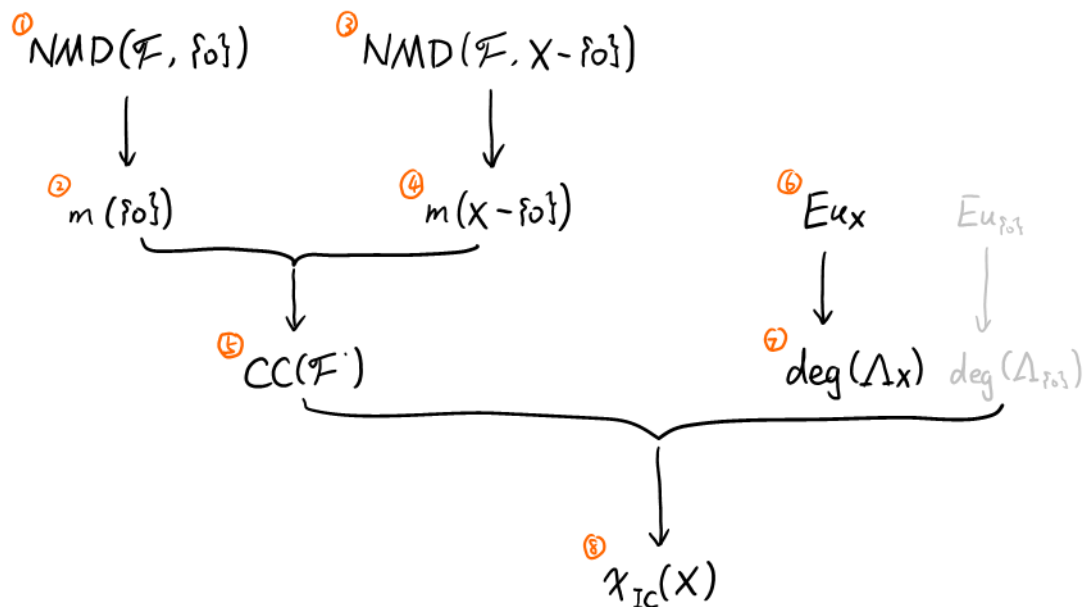 ① NMD(ℱ, {0}) ③ NMD(ℱ, X-{0})
② m({0}) ④ m(X-{0}) ⑥ Eu_X Eu_{0}
⑤ CC(ℱ˙) ⑦ deg(Λ_X) deg(Λ_{0})
⑧ χ_IC(X)